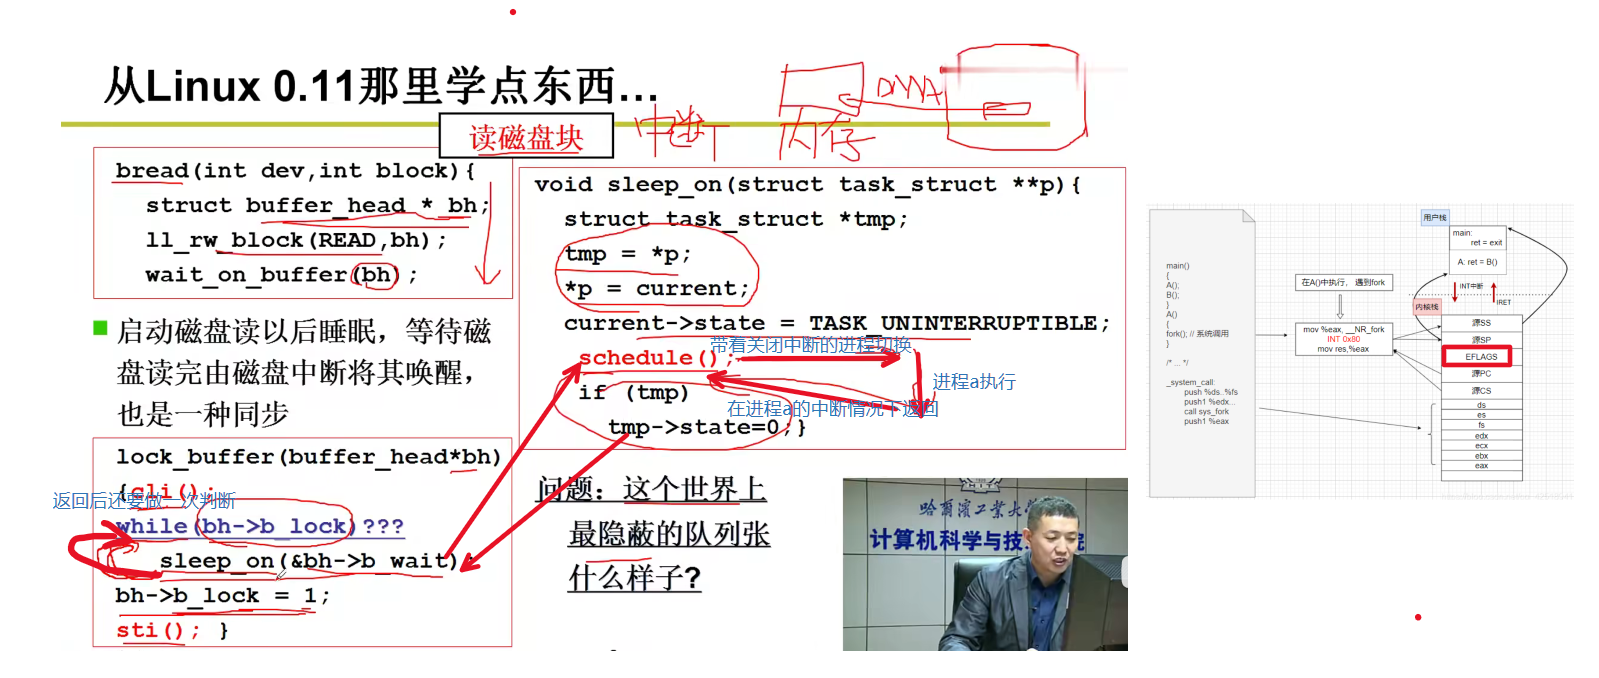 从Linux 0.11那里学点东西…
读磁盘块
中断
内存
DMA
bread(int dev,int block){
struct buffer_head * bh;
ll_rw_block(READ,bh);
wait_on_buffer(bh);
启动磁盘读以后睡眠，等待磁
盘读完由磁盘中断将其唤醒，
也是一种同步
lock_buffer(buffer_head*bh)
{cli();
返回后还要做一次判断
while(bh->b_lock)???
sleep_on(&bh->b_wait);
bh->b_lock = 1;
sti(); }
void sleep_on(struct task_struct **p){
struct task_struct *tmp;
tmp = *p;
*p = current;
current->state = TASK_UNINTERRUPTIBLE;
带着关闭中断的进程切换
schedule();
进程a执行
if (tmp)
在进程a的中断情况下返回
tmp->state=0;}
问题：这个世界上
最隐蔽的队列张
什么样子?
哈尔滨工业大学
计算机科学与技术学院
main()
{
A();
B();
}
A()
{
fork(); // 系统调用
}
/* ... */
_system_call:
push %ds..%fs
push1 %edx...
call sys_fork
push1 %eax
在A()中执行，遇到fork
mov %eax, __NR_fork
INT 0x80
mov res,%eax
用户栈
main:
ret = exit
A: ret = B()
INT中断
IRET
内核栈
源SS
源SP
EFLAGS
源PC
源CS
ds
es
fs
edx
ecx
ebx
eax